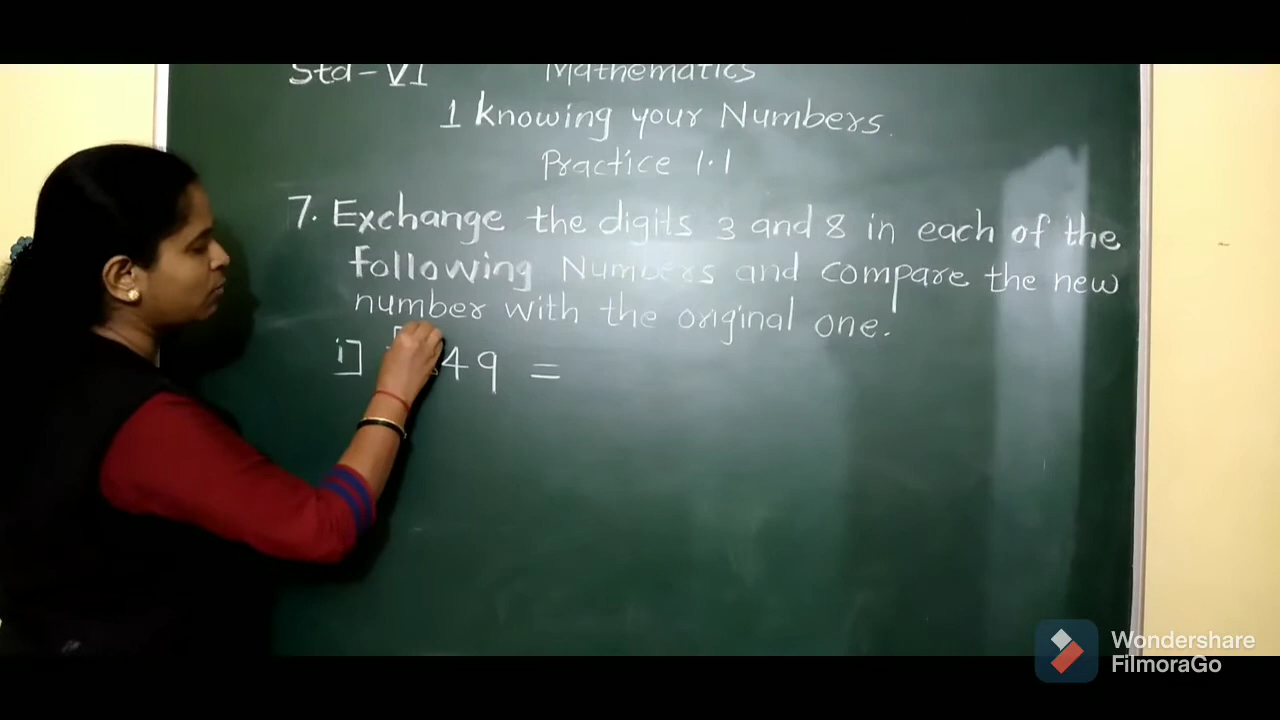 Std-VI Mathematics
1 Knowing your Numbers.
Practice 1.1
7. Exchange the digits 3 and 8 in each of the
following Numbers and compare the new
number with the original one.
i] 49 =
Wondershare
FilmoraGo